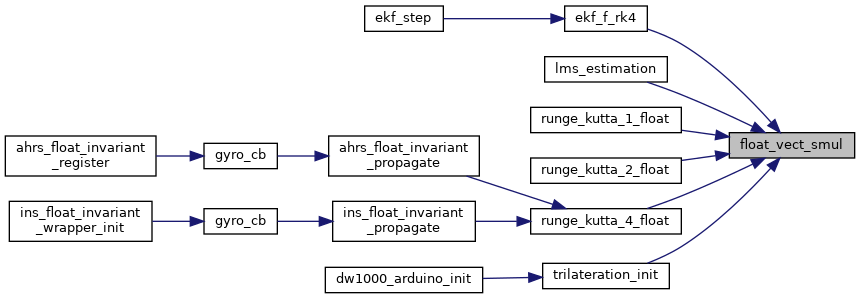 ekf_step
ekf_f_rk4
lms_estimation
runge_kutta_1_float
float_vect_smul
ahrs_float_invariant
_register
gyro_cb
ahrs_float_invariant
_propagate
runge_kutta_2_float
ins_float_invariant
_wrapper_init
gyro_cb
ins_float_invariant
_propagate
runge_kutta_4_float
dw1000_arduino_init
trilateration_init